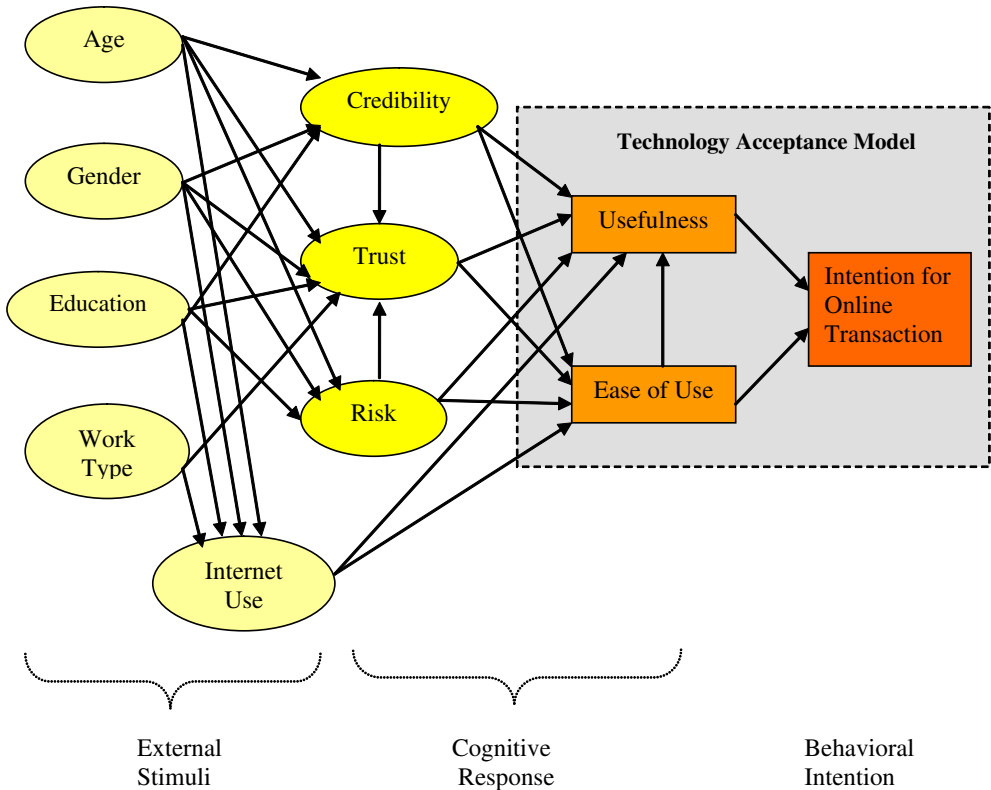 Age
Credibility
Technology Acceptance Model
Gender
Usefulness
Trust
Intention for
Online
Transaction
Education
Ease of Use
Risk
Work
Type
Internet
Use
External
Stimuli
Cognitive
Response
Behavioral
Intention